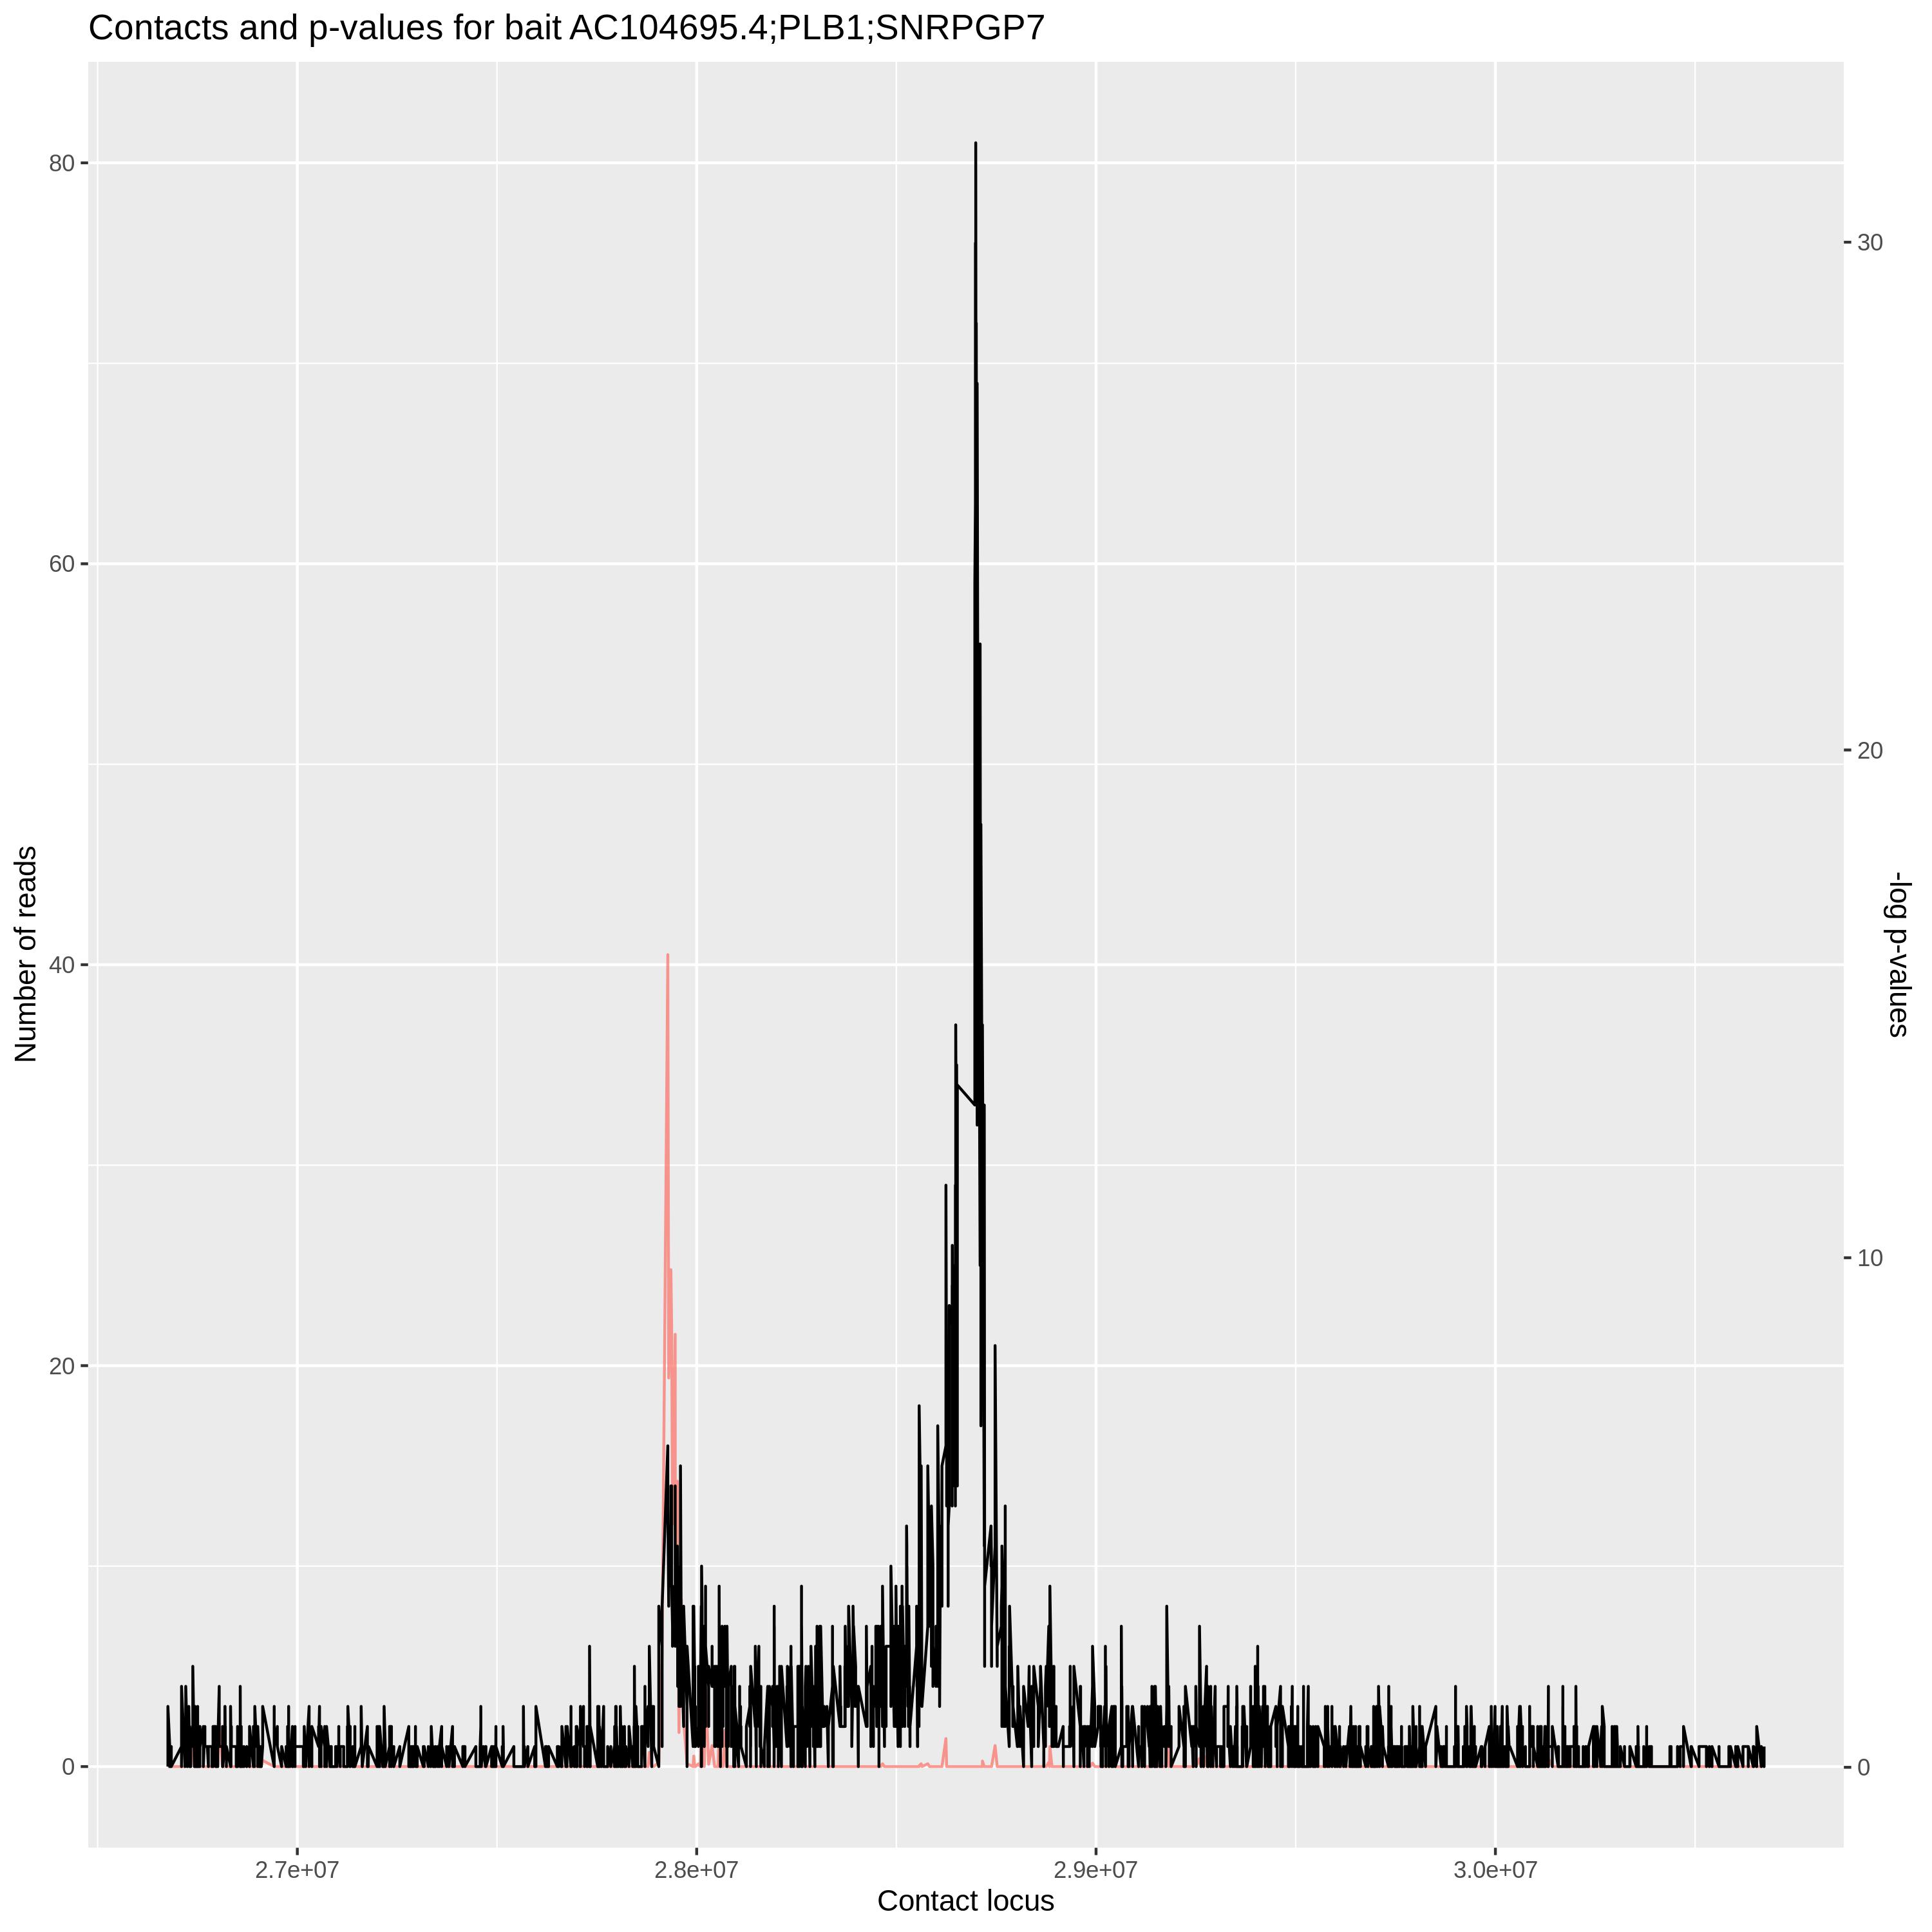 Contacts and p-values for bait AC104695.4;PLB1;SNRPGP7
80
60
40
20
0
Number of reads
30
20
10
0
-log p-values
2.7e+07
2.8e+07
2.9e+07
3.0e+07
Contact locus